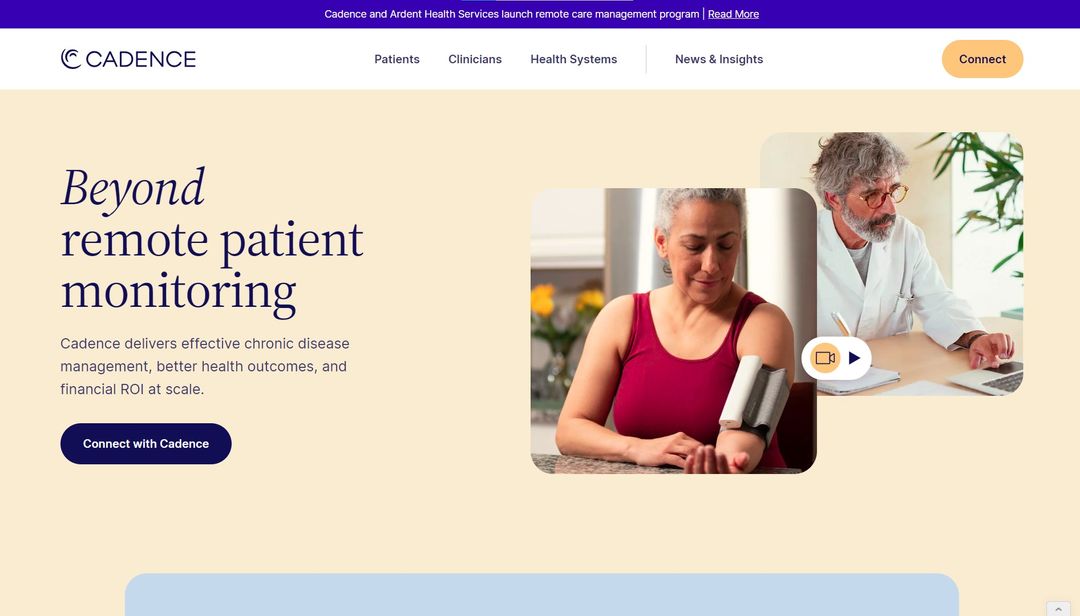 Cadence and Ardent Health Services launch remote care management program | Read More
CADENCE
Patients
Clinicians
Health Systems
News & Insights
Connect
Beyond
remote patient
monitoring
Cadence delivers effective chronic disease
management, better health outcomes, and
financial ROI at scale.
Connect with Cadence